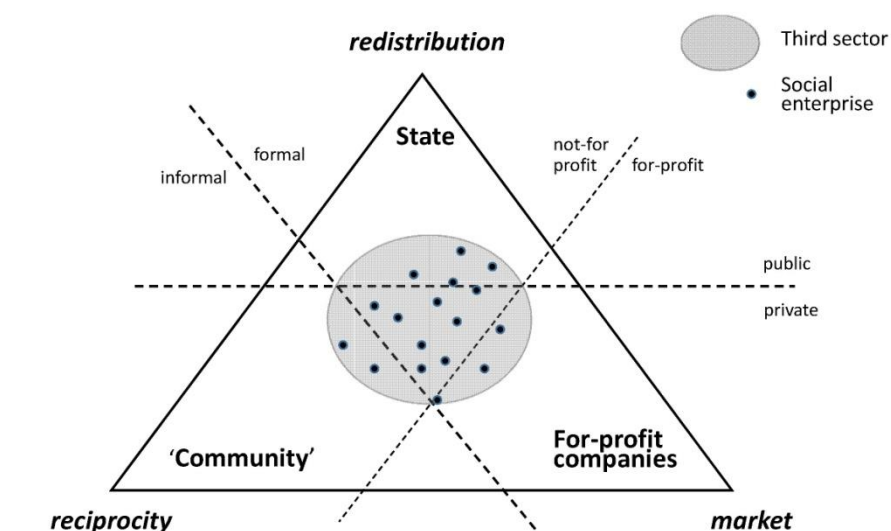 redistribution
Third sector
Social
enterprise
State
formal
informal
not-for
profit
for-profit
public
private
‘Community’
For-profit
companies
reciprocity
market